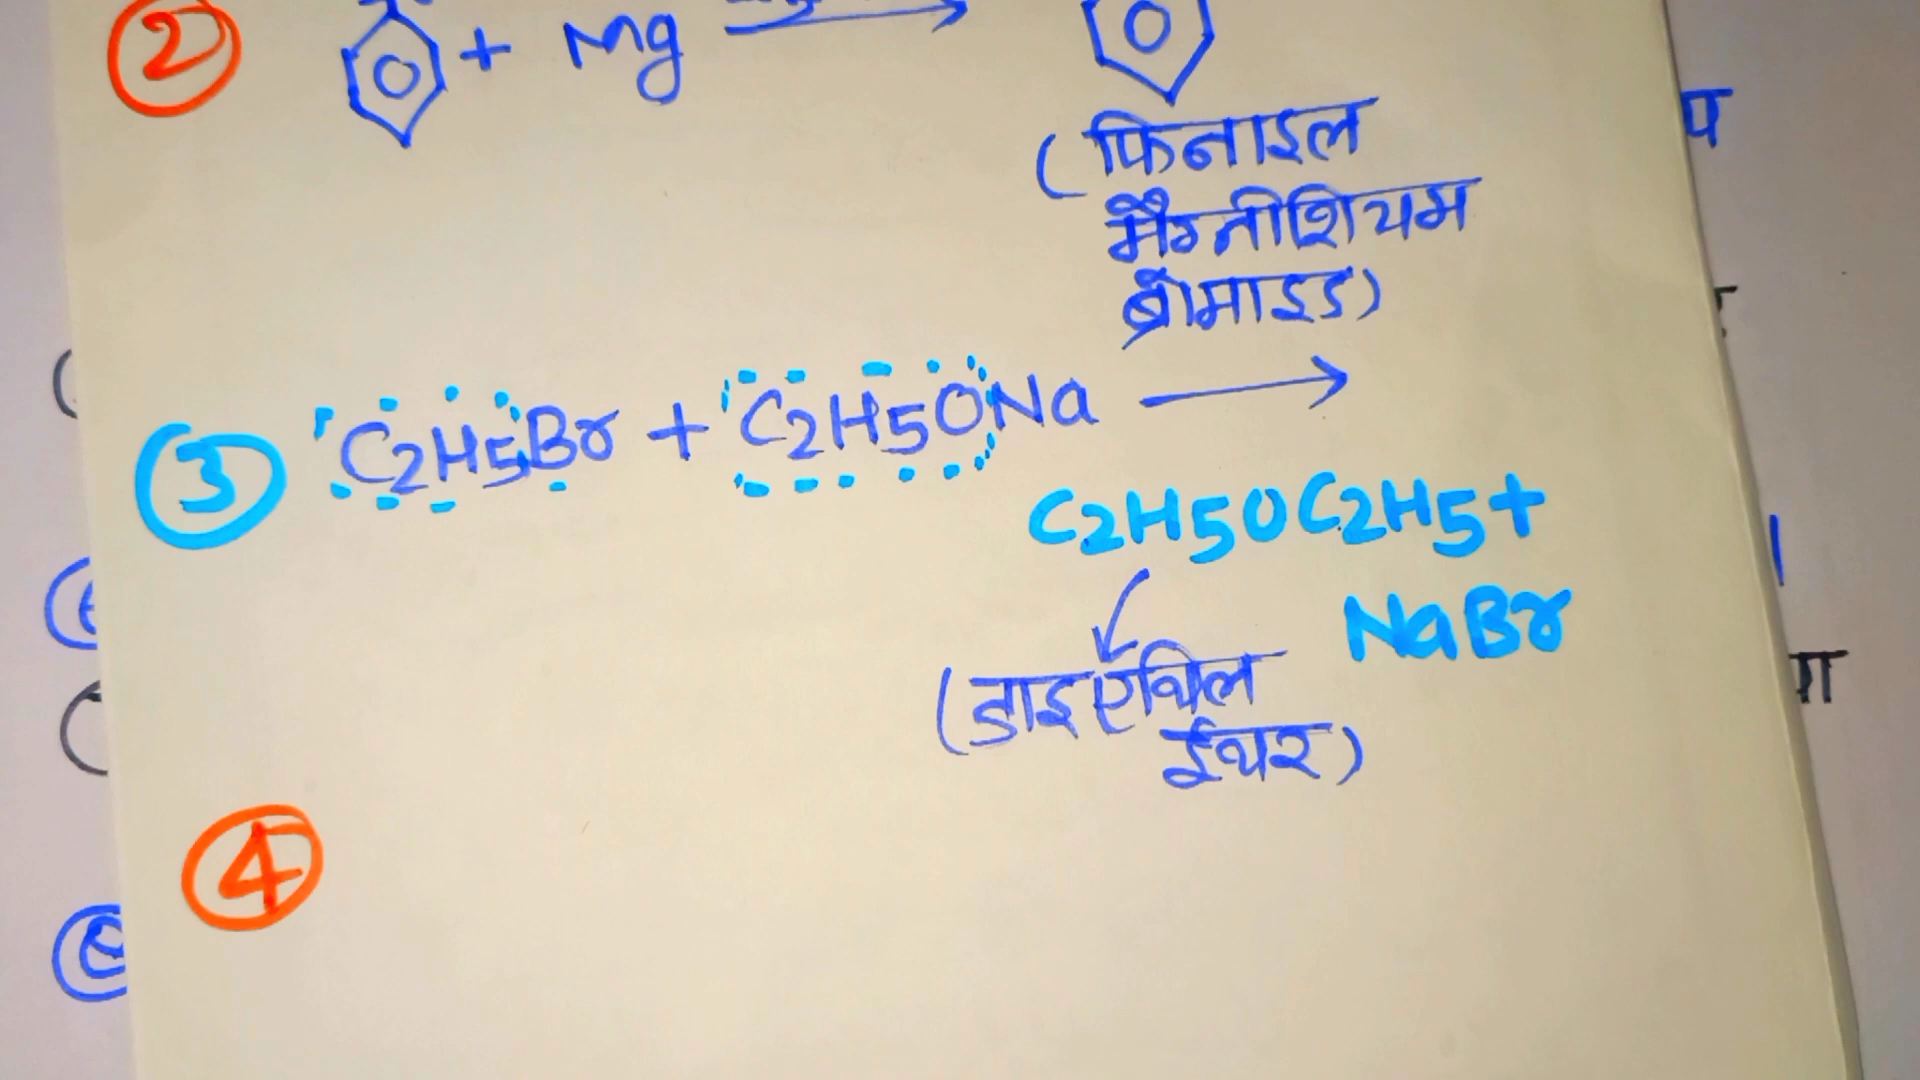 ② + Mg ⟶
(फिनाइल
मैग्नीशियम
ब्रोमाइड)
③ C2H5Br + C2H5ONa ⟶
C2H5OC2H5+
NaBr
(डाइएथिल
ईथर)
④